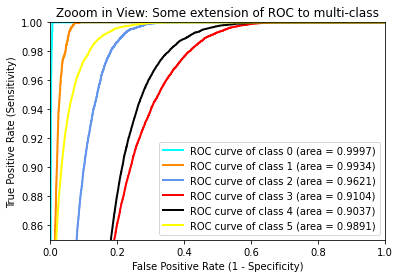 Zooom in View: Some extension of ROC to multi-class
True Positive Rate (Sensitivity)
1.00
0.98
0.96
0.94
0.92
0.90
0.88
0.86
ROC curve of class 0 (area = 0.9997)
ROC curve of class 1 (area = 0.9934)
ROC curve of class 2 (area = 0.9621)
ROC curve of class 3 (area = 0.9104)
ROC curve of class 4 (area = 0.9037)
ROC curve of class 5 (area = 0.9891)
0.0 0.2 0.4 0.6 0.8 1.0
False Positive Rate (1 - Specificity)